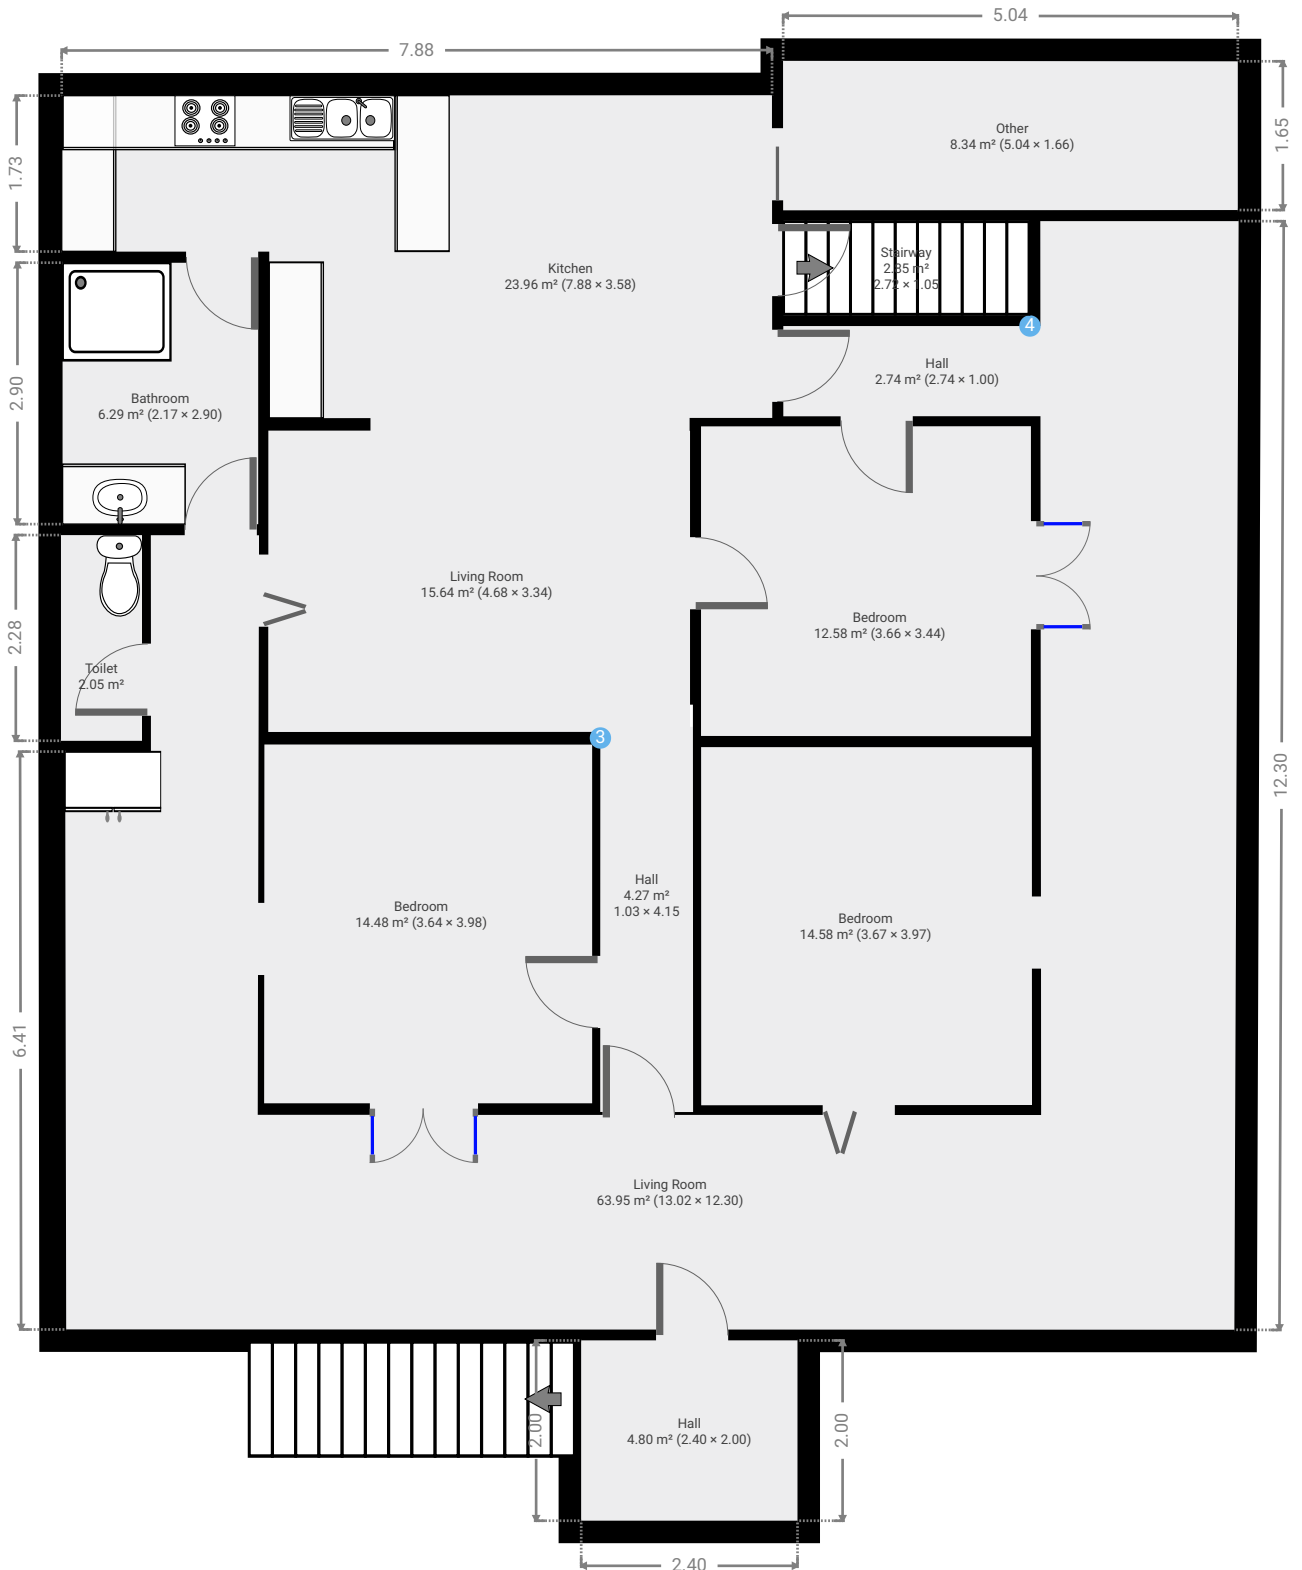 5.04
7.88
Other
8.34 m² (5.04 × 1.66)
1.65
1.73
Stairway
2.85 m²
2.72 × 1.05
Kitchen
23.96 m² (7.88 × 3.58)
4
Hall
2.74 m² (2.74 × 1.00)
2.90
Bathroom
6.29 m² (2.17 × 2.90)
Living Room
15.64 m² (4.68 × 3.34)
Bedroom
12.58 m² (3.66 × 3.44)
2.28
Toilet
2.05 m²
3
12.30
Hall
4.27 m²
1.03 × 4.15
Bedroom
14.48 m² (3.64 × 3.98)
Bedroom
14.58 m² (3.67 × 3.97)
6.41
Living Room
63.95 m² (13.02 × 12.30)
2.00
Hall
4.80 m² (2.40 × 2.00)
2.00
2.40